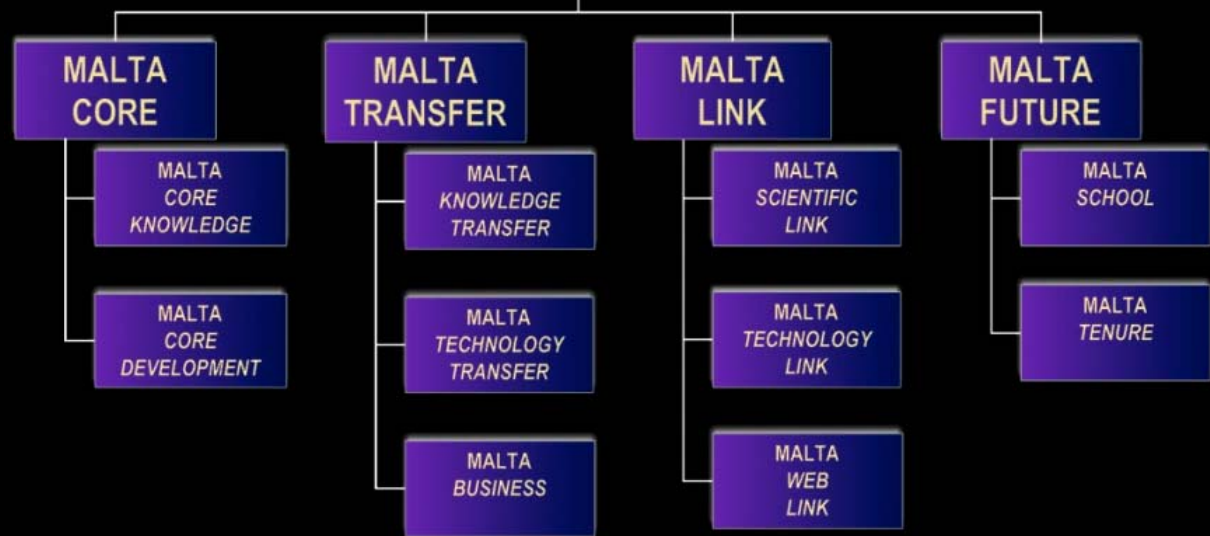 MALTA
CORE
MALTA
CORE
KNOWLEDGE
MALTA
CORE
DEVELOPMENT
MALTA
TRANSFER
MALTA
KNOWLEDGE
TRANSFER
MALTA
TECHNOLOGY
TRANSFER
MALTA
BUSINESS
MALTA
LINK
MALTA
SCIENTIFIC
LINK
MALTA
TECHNOLOGY
LINK
MALTA
WEB
LINK
MALTA
FUTURE
MALTA
SCHOOL
MALTA
TENURE